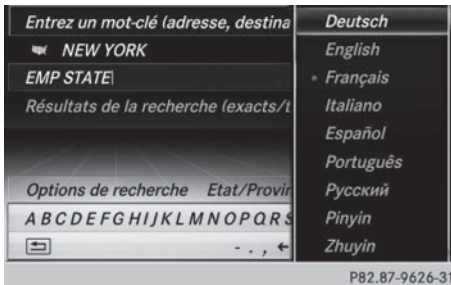 Entrez un mot-clé (adresse, destina
NEW YORK
EMP STATE
Résultats de la recherche (exacts/t
Options de recherche Etat/Provin
A B C D E F G H I J K L M N O P Q R S
- . , ←
Deutsch
English
Français
Italiano
Español
Português
Русский
Pinyin
Zhuyin
P82.87-9626-31